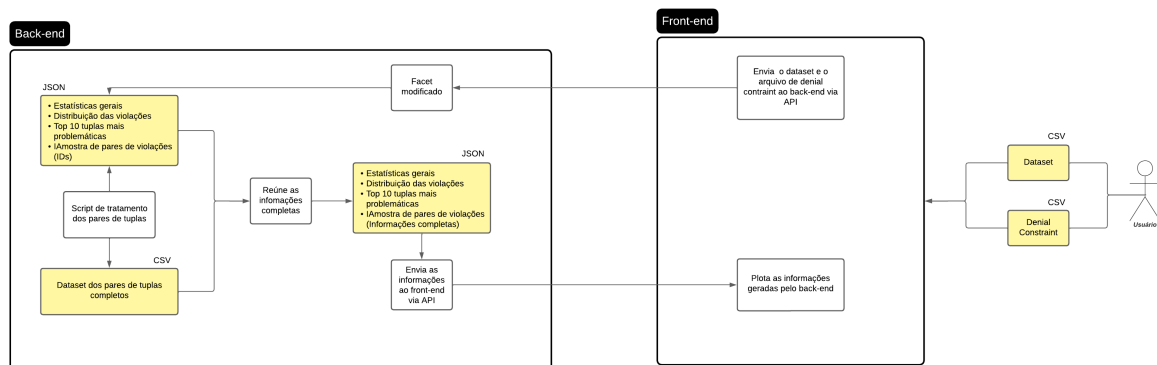 Back-end
JSON
• Estatísticas gerais
• Distribuição das violações
• Top 10 tuplas mais
problemáticas
• IAmostra de pares de violações
(IDs)
Facet
modificado
Script de tratamento
dos pares de tuplas
CSV
Dataset dos pares de tuplas
completos
Reúne as
infomações
completas
JSON
• Estatísticas gerais
• Distribuição das violações
• Top 10 tuplas mais
problemáticas
• IAmostra de pares de violações
(Informações completas)
Envia as
informações
ao front-end
via API
Front-end
Envia o dataset e o
arquivo de denial
contraint ao back-end via
API
Plota as informações
geradas pelo back-end
CSV
Dataset
CSV
Denial
Constraint
Usuário